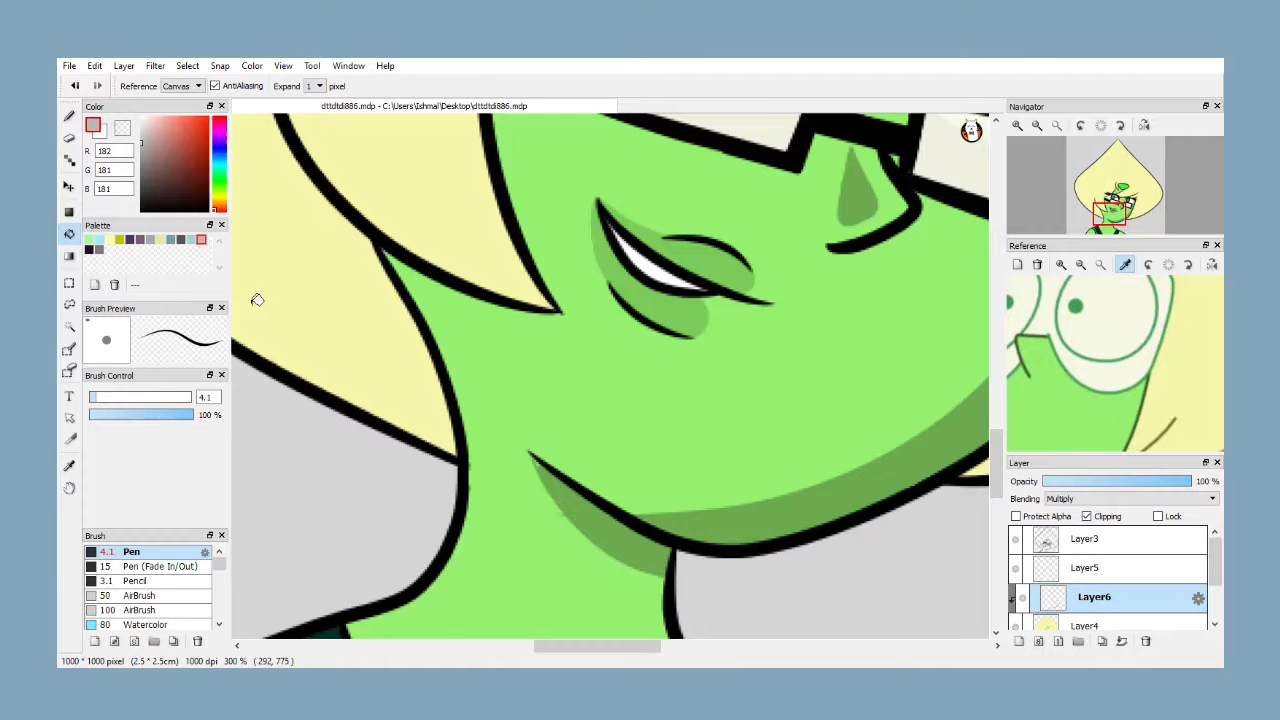 File Edit Layer Filter Select Snap Color View Tool Window Help
Reference Canvas AntiAliasing Expand 1 pixel
Color
dttdtdi886.mdp - C:\Users\Ishmal\Desktop\dttdtdi886.mdp
Navigator
R 182
G 181
B 181
Palette
---
Reference
Brush Preview
Brush Control
4.1
100 %
Layer
Opacity 100 %
Blending Multiply
Protect Alpha Clipping Lock
Layer3
Layer5
Layer6
Layer4
Brush
4.1 Pen
15 Pen (Fade In/Out)
3.1 Pencil
50 AirBrush
100 AirBrush
80 Watercolor
1000 * 1000 pixel (2.5 * 2.5cm) 1000 dpi 300 % ( 292, 775 )